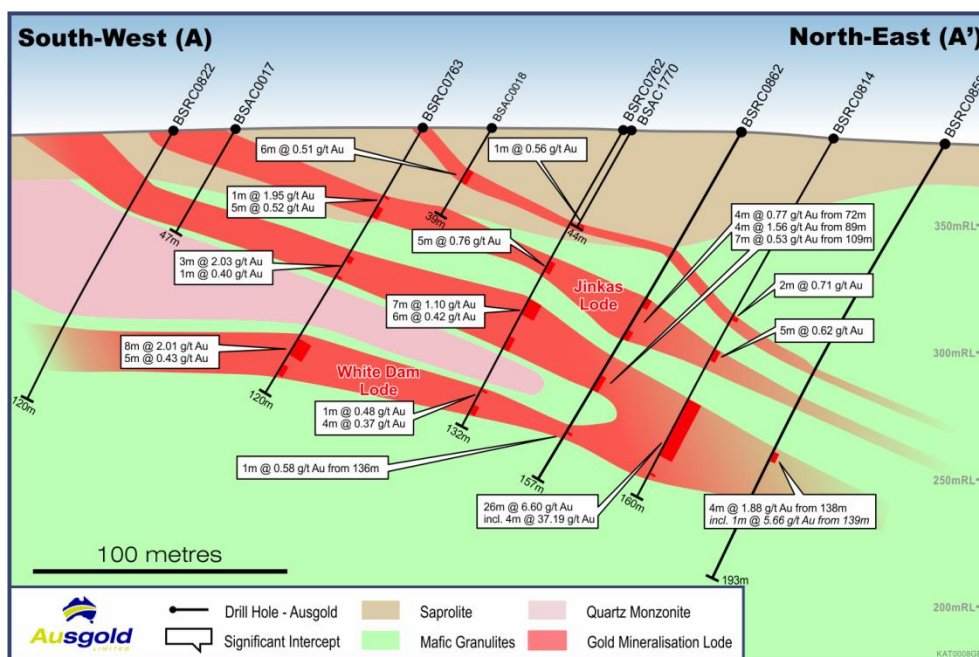 South-West (A)
North-East (A')
BSRC0822
BSAC0017
BSRC0763
BSAC0018
BSRC0762
BSAC1770
BSRC0862
BSRC0814
6m @ 0.51 g/t Au
1m @ 0.56 g/t Au
1m @ 1.95 g/t Au
5m @ 0.52 g/t Au
39m
44m
47m
4m @ 0.77 g/t Au from 72m
4m @ 1.56 g/t Au from 89m
7m @ 0.53 g/t Au from 109m
350mRL
5m @ 0.76 g/t Au
3m @ 2.03 g/t Au
1m @ 0.40 g/t Au
Jinkas
Lode
2m @ 0.71 g/t Au
7m @ 1.10 g/t Au
6m @ 0.42 g/t Au
5m @ 0.62 g/t Au
8m @ 2.01 g/t Au
5m @ 0.43 g/t Au
300mRL
White Dam
Lode
120m
120m
1m @ 0.48 g/t Au
4m @ 0.37 g/t Au
132m
1m @ 0.58 g/t Au from 136m
157m
160m
250mRL
26m @ 6.60 g/t Au
incl. 4m @ 37.19 g/t Au
4m @ 1.88 g/t Au from 138m
incl. 1m @ 5.66 g/t Au from 139m
193m
100 metres
200mRL
Ausgold
LIMITED
Drill Hole - Ausgold
Significant Intercept
Saprolite
Mafic Granulites
Quartz Monzonite
Gold Mineralisation Lode